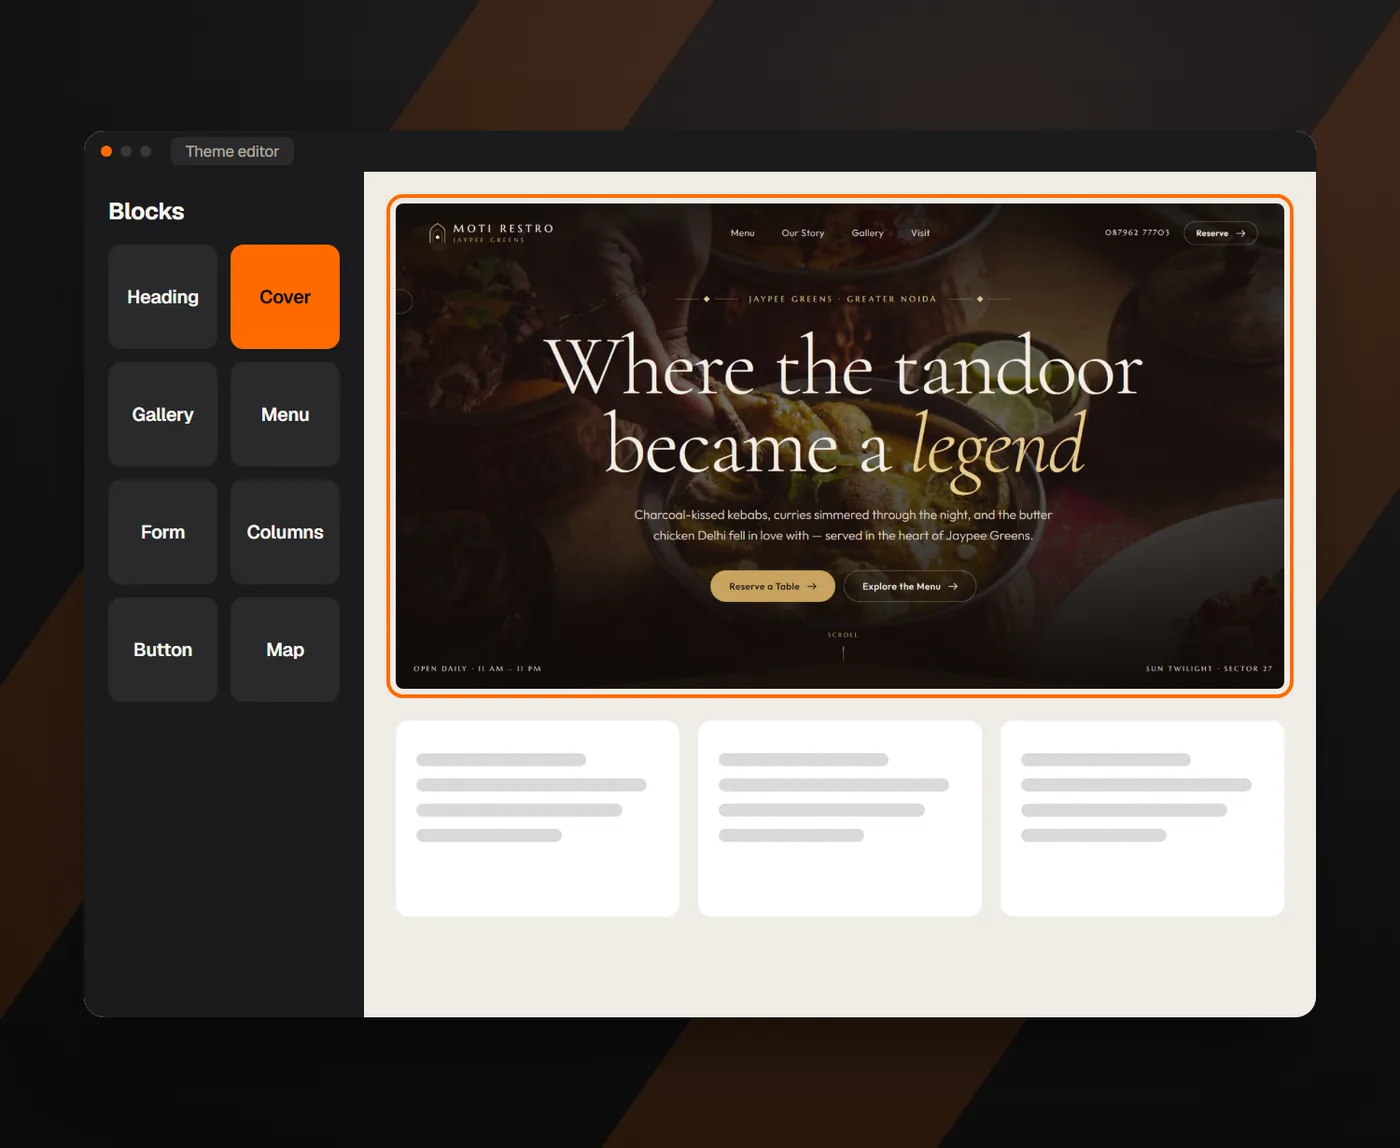 Theme editor
Blocks
Heading
Cover
Gallery
Menu
Form
Columns
Button
Map
MOTI RESTRO
JAYPEE GREENS
Menu
Our Story
Gallery
Visit
087962 77703
Reserve →
JAYPEE GREENS · GREATER NOIDA
Where the tandoor
became a legend
Charcoal-kissed kebabs, curries simmered through the night, and the butter
chicken Delhi fell in love with — served in the heart of Jaypee Greens.
Reserve a Table →
Explore the Menu →
SCROLL
OPEN DAILY · 11 AM – 11 PM
SUN TWILIGHT · SECTOR 27